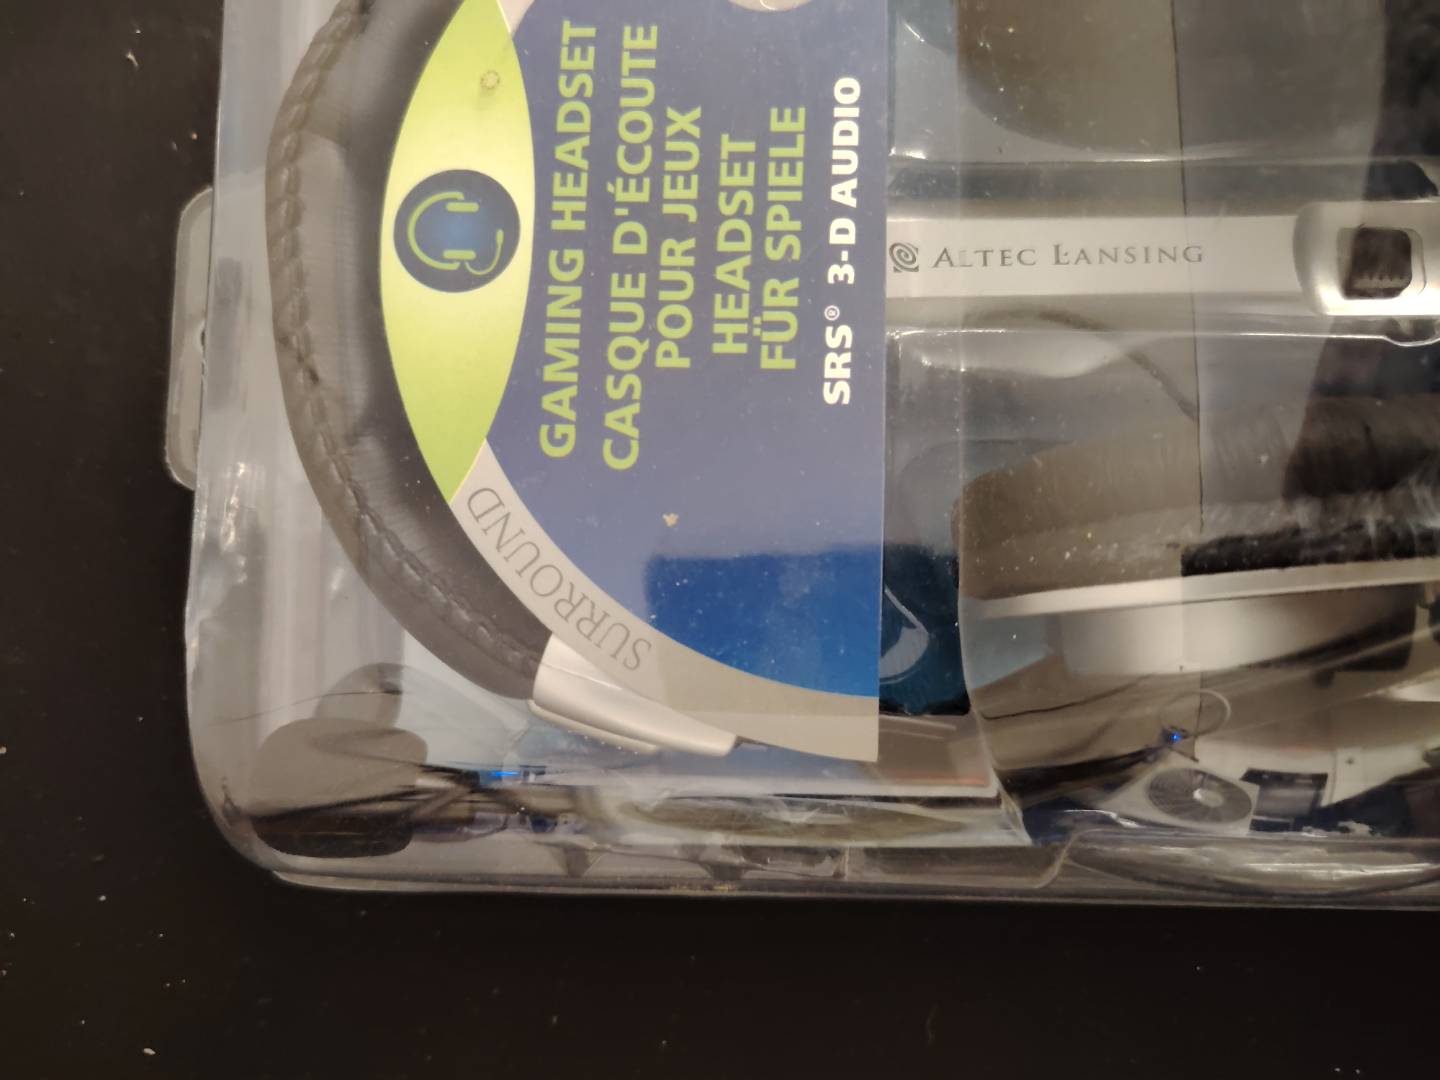 GAMING HEADSET
CASQUE D'ÉCOUTE
POUR JEUX
HEADSET
FÜR SPIELE
SRS® 3-D AUDIO
SURROUND
ALTEC LANSING